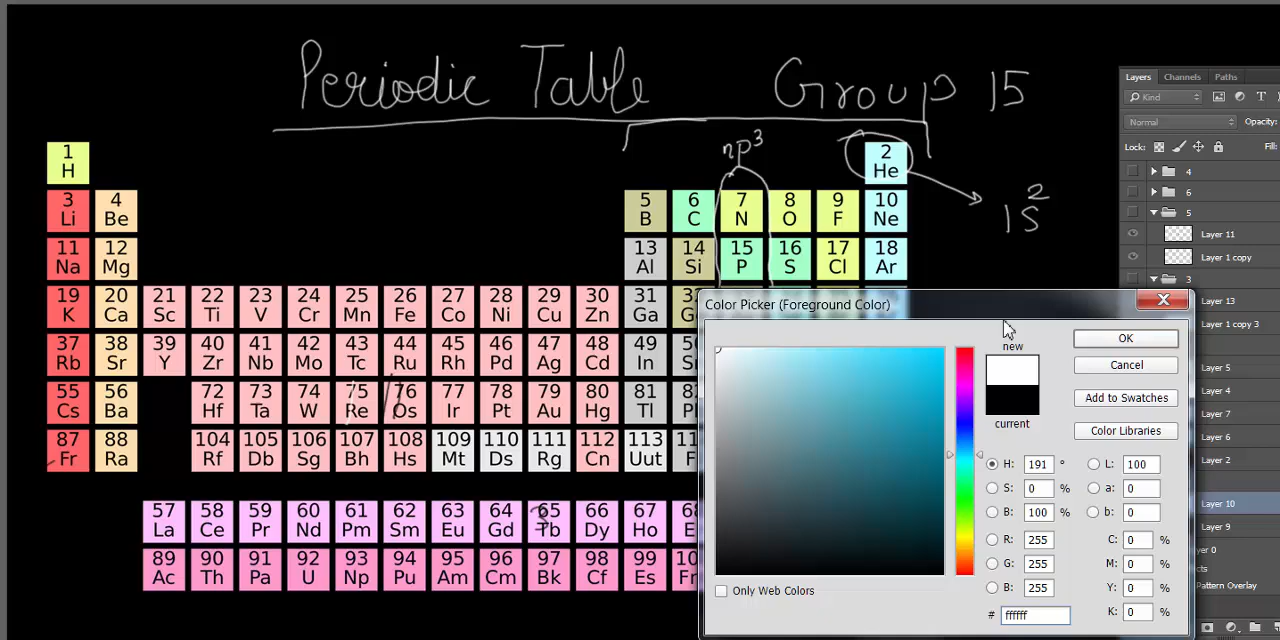 Periodic Table Group 15
np³
1s²
1 H 2 He
3 Li 4 Be 5 B 6 C 7 N 8 O 9 F 10 Ne
11 Na 12 Mg 13 Al 14 Si 15 P 16 S 17 Cl 18 Ar
19 K 20 Ca 21 Sc 22 Ti 23 V 24 Cr 25 Mn 26 Fe 27 Co 28 Ni 29 Cu 30 Zn 31 Ga
37 Rb 38 Sr 39 Y 40 Zr 41 Nb 42 Mo 43 Tc 44 Ru 45 Rh 46 Pd 47 Ag 48 Cd 49 In
55 Cs 56 Ba 72 Hf 73 Ta 74 W 75 Re 76 Os 77 Ir 78 Pt 79 Au 80 Hg 81 Tl
87 Fr 88 Ra 104 Rf 105 Db 106 Sg 107 Bh 108 Hs 109 Mt 110 Ds 111 Rg 112 Cn 113 Uut
57 La 58 Ce 59 Pr 60 Nd 61 Pm 62 Sm 63 Eu 64 Gd 65 Tb 66 Dy 67 Ho
89 Ac 90 Th 91 Pa 92 U 93 Np 94 Pu 95 Am 96 Cm 97 Bk 98 Cf 99 Es
Color Picker (Foreground Color)
new
current
OK
Cancel
Add to Swatches
Color Libraries
H: 191 ° L: 100
S: 0 % a: 0
B: 100 % b: 0
R: 255 C: 0 %
G: 255 M: 0 %
B: 255 Y: 0 %
# ffffff K: 0 %
Only Web Colors
Layers Channels Paths
Kind T
Normal Opacity:
Lock: Fill:
4
6
5
Layer 11
Layer 1 copy
3
Layer 13
Layer 1 copy 3
Layer 5
Layer 4
Layer 7
Layer 6
Layer 2
Layer 10
Layer 9
Pattern Overlay